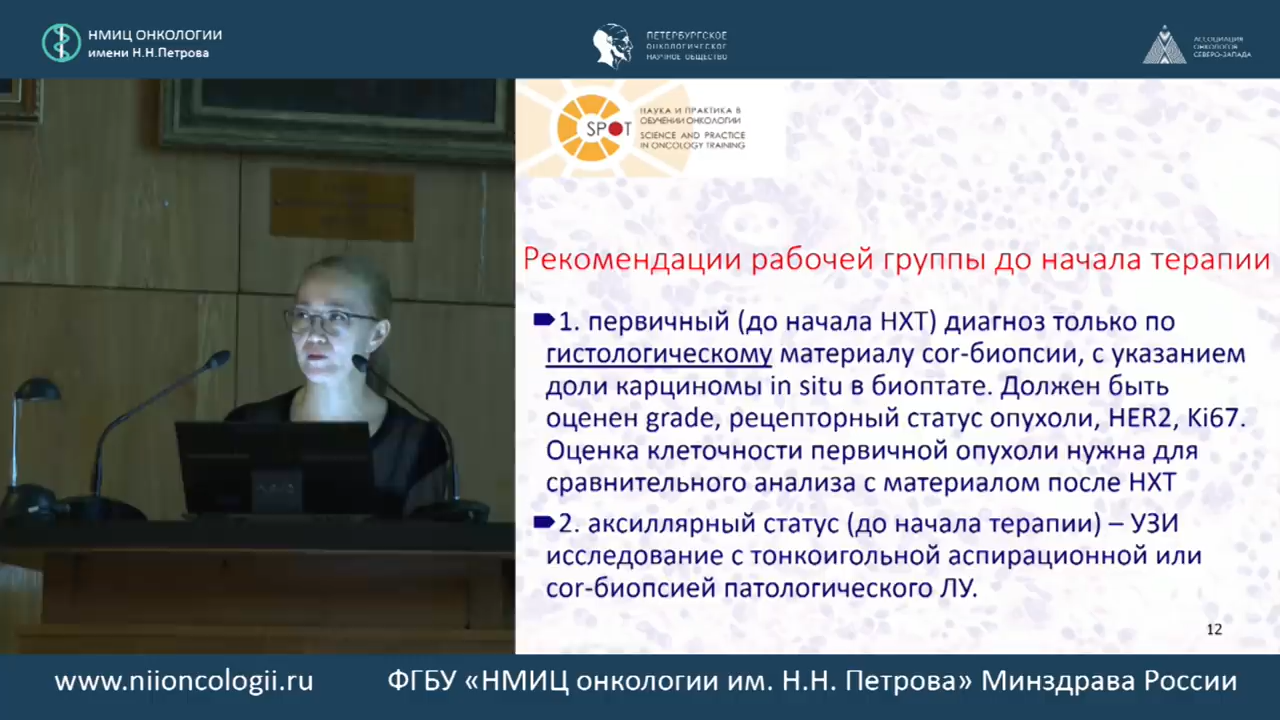 НМИЦ ОНКОЛОГИИ
имени Н.Н.Петрова
ПЕТЕРБУРГСКОЕ
ОНКОЛОГИЧЕСКОЕ
НАУЧНОЕ ОБЩЕСТВО
АССОЦИАЦИЯ
ОНКОЛОГОВ
СЕВЕРО-ЗАПАДА
SPOT
НАУКА И ПРАКТИКА В
ОБУЧЕНИИ ОНКОЛОГИИ
SCIENCE AND PRACTICE
IN ONCOLOGY TRAINING
Рекомендации рабочей группы до начала терапии
1. первичный (до начала НХТ) диагноз только по
гистологическому материалу cor-биопсии, с указанием
доли карциномы in situ в биоптате. Должен быть
оценен grade, рецепторный статус опухоли, HER2, Ki67.
Оценка клеточности первичной опухоли нужна для
сравнительного анализа с материалом после НХТ
2. аксиллярный статус (до начала терапии) – УЗИ
исследование с тонкоигольной аспирационной или
cor-биопсией патологического ЛУ.
12
www.niioncologii.ru
ФГБУ «НМИЦ онкологии им. Н.Н. Петрова» Минздрава России